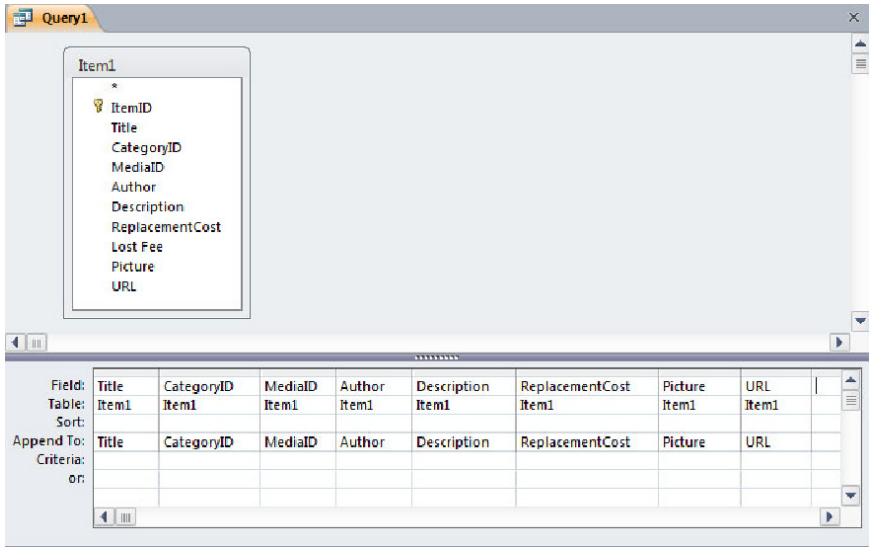 Query1
Item1
*
ItemID
Title
CategoryID
MediaID
Author
Description
ReplacementCost
Lost Fee
Picture
URL
Field: Title CategoryID MediaID Author Description ReplacementCost Picture URL
Table: Item1 Item1 Item1 Item1 Item1 Item1 Item1 Item1
Sort:
Append To: Title CategoryID MediaID Author Description ReplacementCost Picture URL
Criteria:
or: